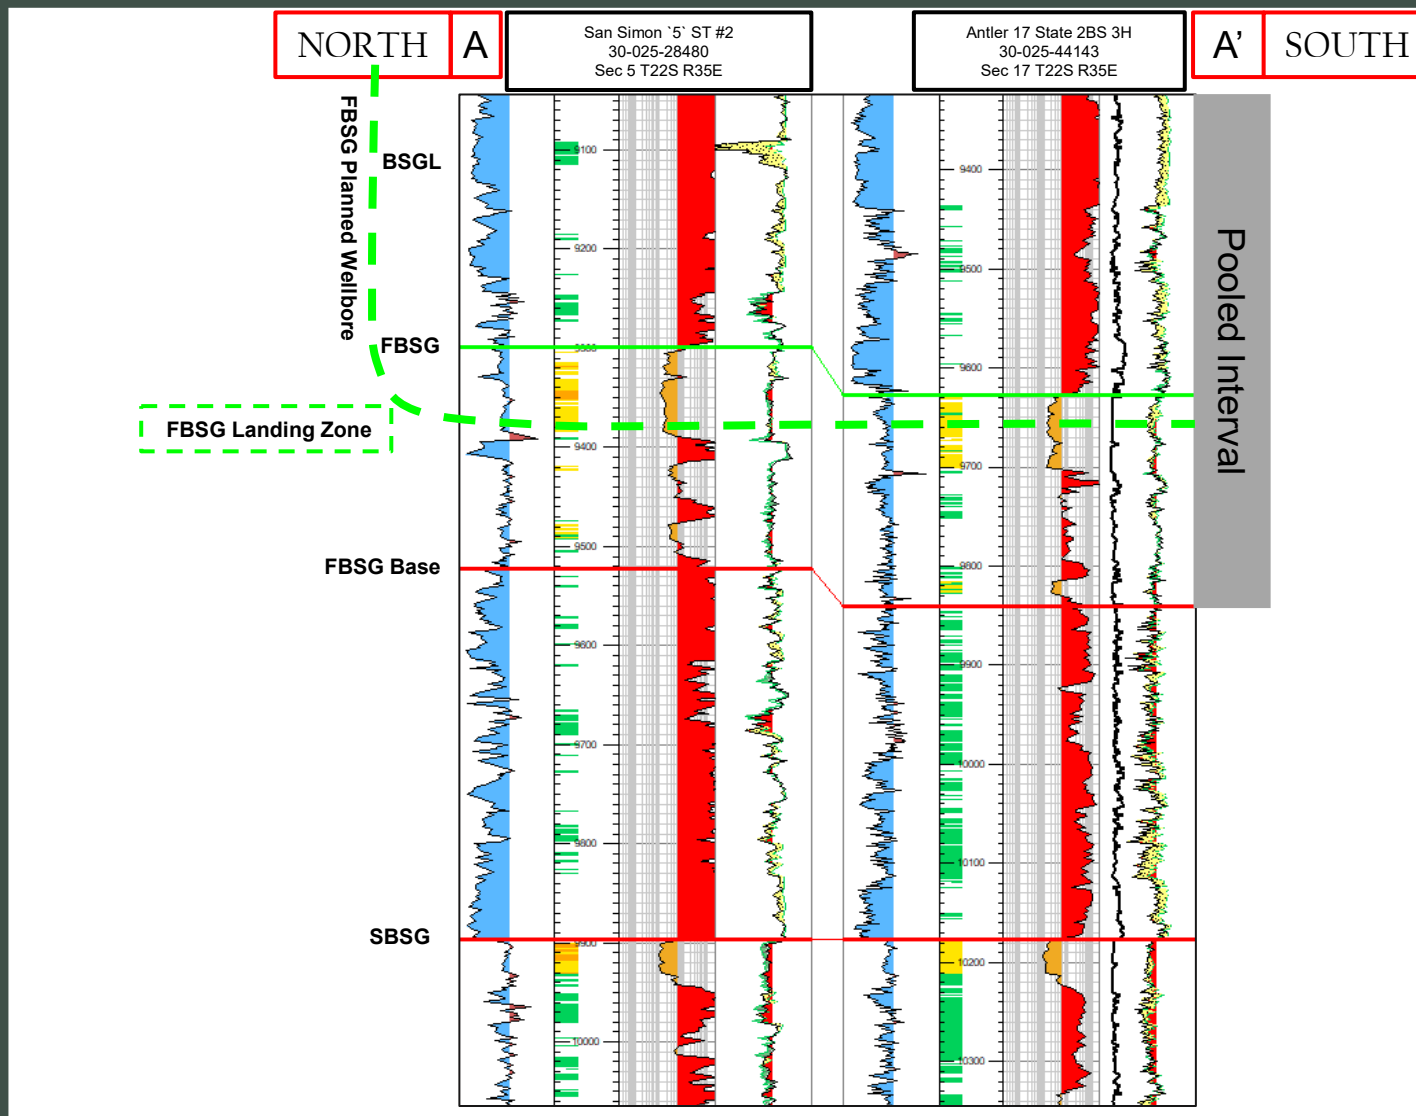 NORTH
A
San Simon `5` ST #2
30-025-28480
Sec 5 T22S R35E
Antler 17 State 2BS 3H
30-025-44143
Sec 17 T22S R35E
A'
SOUTH
FBSG Planned Wellbore
BSGL
FBSG
FBSG Landing Zone
FBSG Base
SBSG
Pooled Interval
9100
9200
9300
9400
9500
9600
9700
9800
9900
10000
9400
9500
9600
9700
9800
9900
10000
10100
10200
10300